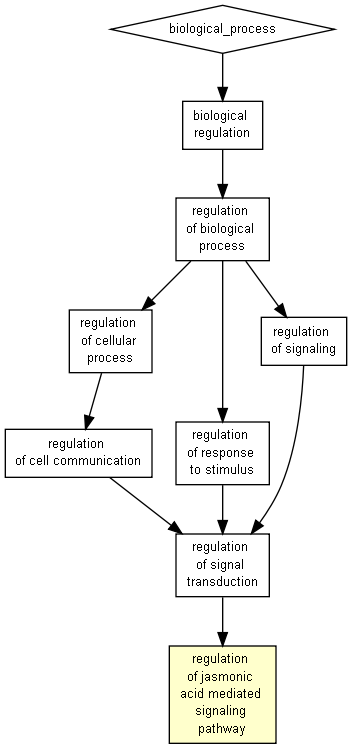 biological_process
biological
regulation
regulation
of biological
process
regulation
of cellular
process
regulation
of signaling
regulation
of cell communication
regulation
of response
to stimulus
regulation
of signal
transduction
regulation
of jasmonic
acid mediated
signaling
pathway